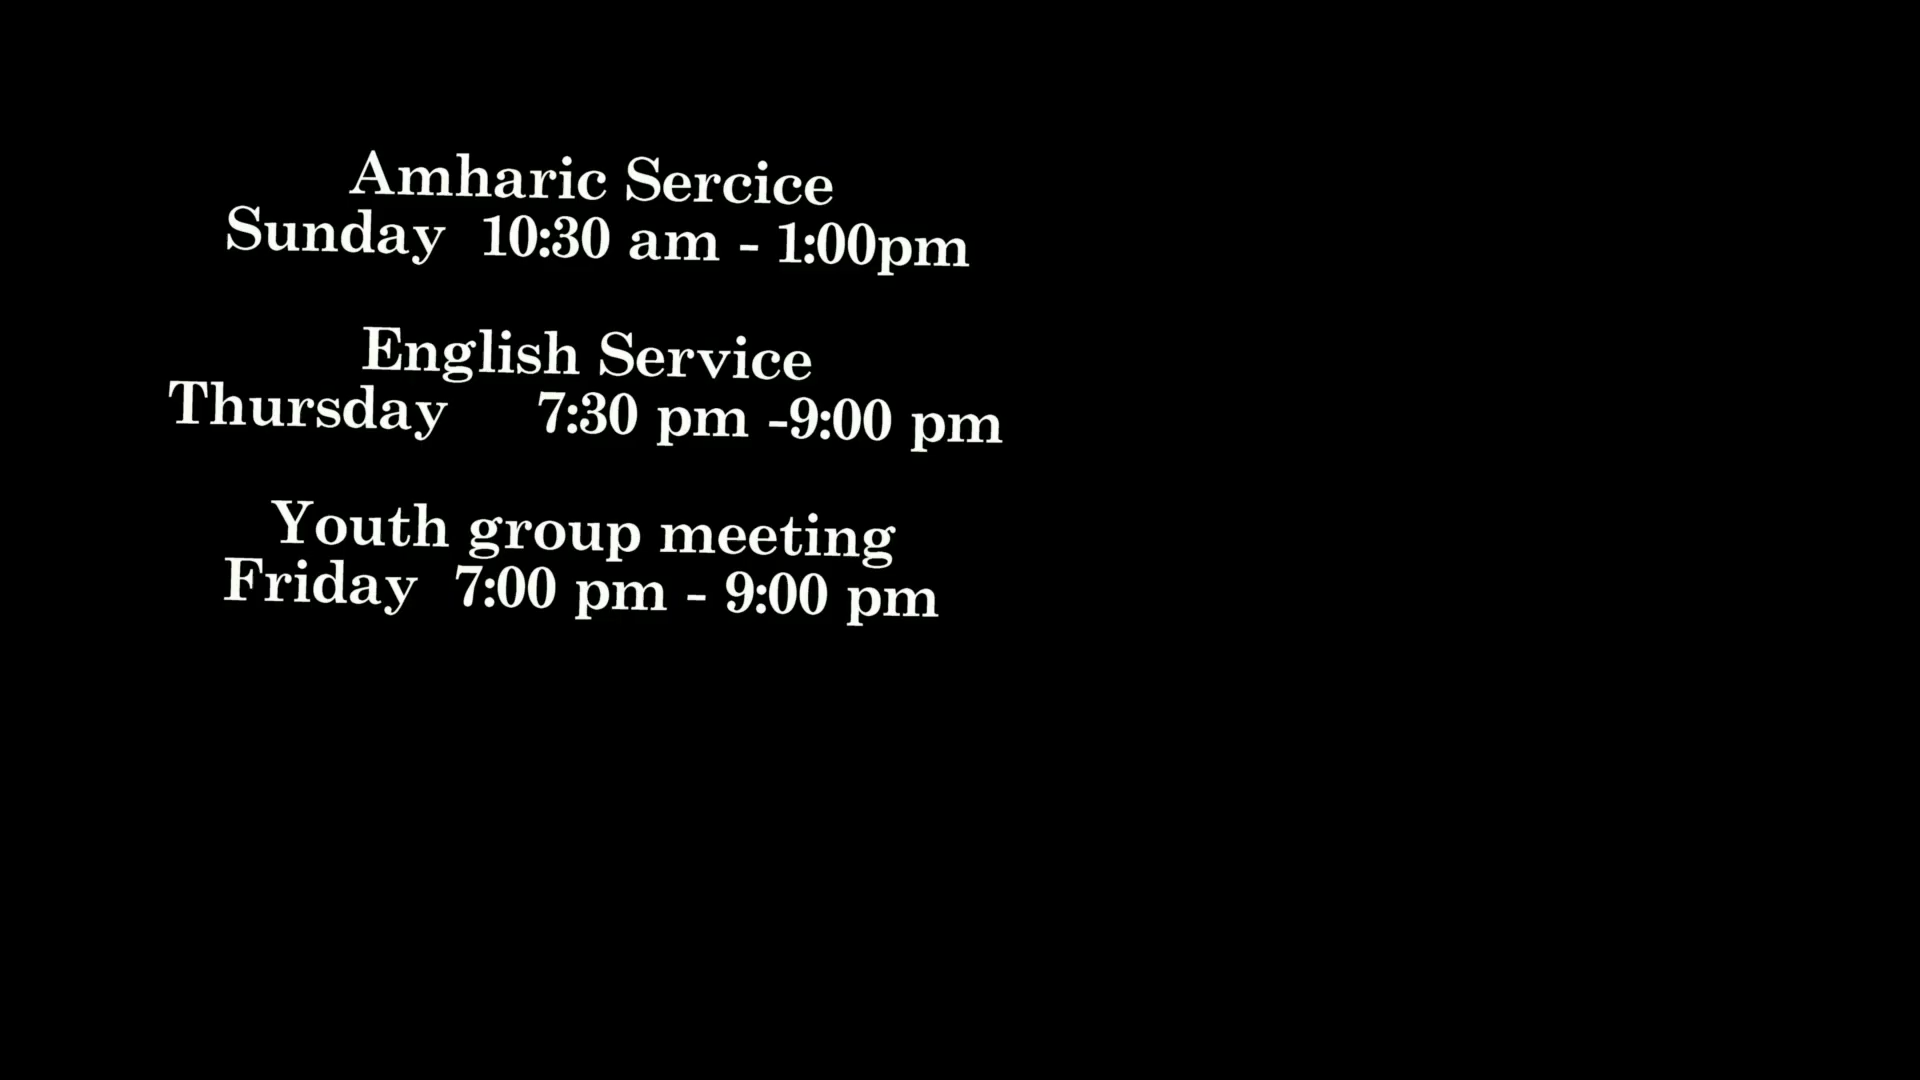 Amharic Sercice
Sunday  10:30 am - 1:00pm
English Service
Thursday  7:30 pm -9:00 pm
Youth group meeting
Friday  7:00 pm - 9:00 pm